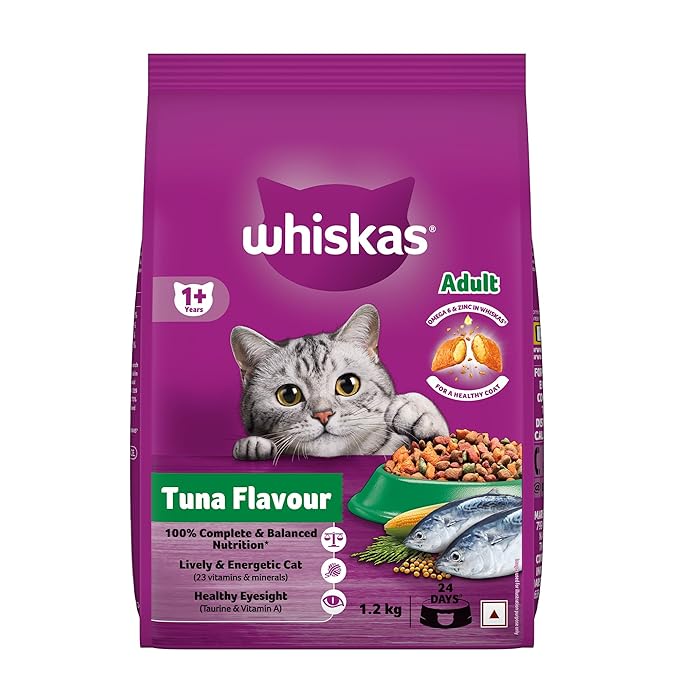 whiskas®
Adult
1+
Years
OMEGA 6 & ZINC IN WHISKAS®
FOR A HEALTHY COAT
Tuna Flavour
100% Complete & Balanced
Nutrition*
Lively & Energetic Cat
(23 vitamins & minerals)
Healthy Eyesight
(Taurine & Vitamin A)
1.2 kg
24
DAYS*